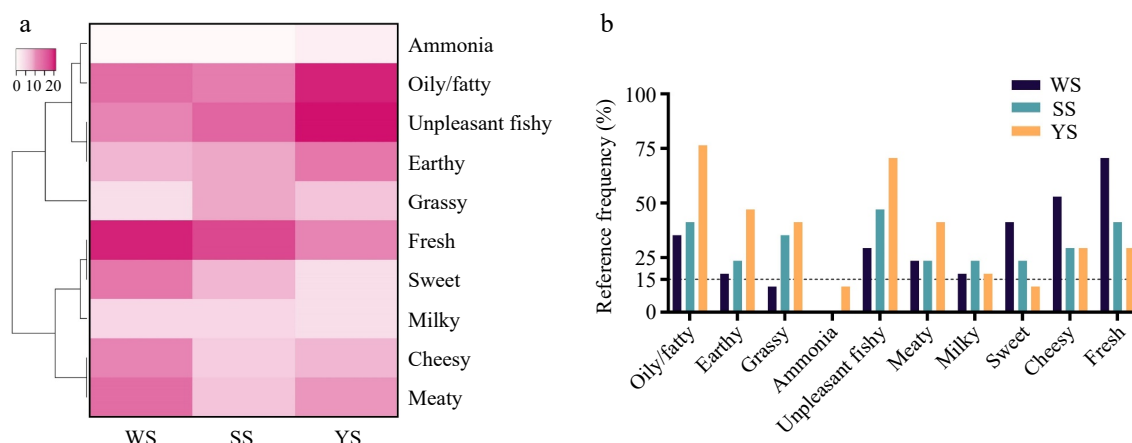 a
0 10 20
Ammonia
Oily/fatty
Unpleasant fishy
Earthy
Grassy
Fresh
Sweet
Milky
Cheesy
Meaty
WS SS YS
b
WS
SS
YS
Reference frequency (%)
100
75
50
25
15
0
Oily/fatty
Earthy
Grassy
Ammonia
Unpleasant fishy
Meaty
Milky
Sweet
Cheesy
Fresh